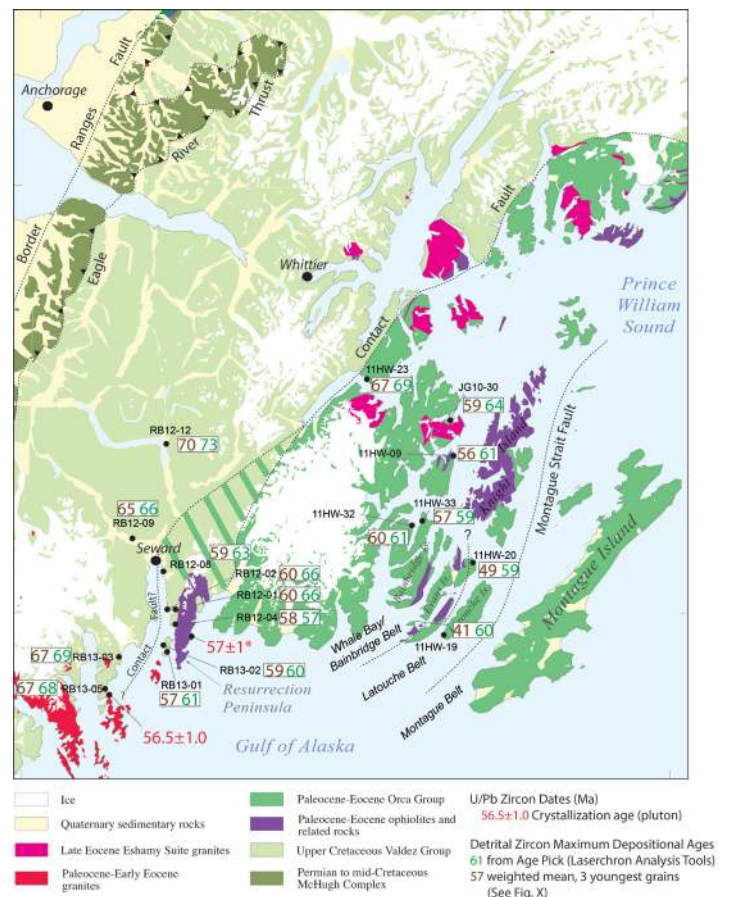 Anchorage
Ranges
Fault
River
Thrust
Border
Eagle
Whittier
Contact
Fault
Prince
William
Sound
11HW-23
67 69
JG10-30
59 64
RB12-12
70 73
11HW-09
56 61
Knight
Island
Montague Strait Fault
65 66
RB12-09
11HW-32
60 61
11HW-33
57 59
?
Seward
59 63
RB12-08
RB12-02
60 66
RB12-01
60 66
RB12-04
58 57
11HW-20
49 59
Montague Island
Fault?
Contact
?
67 69
RB13-03
67 68
RB13-05
57±1*
RB13-02
59 60
RB13-01
57 61
Resurrection
Peninsula
41 60
11HW-19
Whale Bay/
Bainbridge Belt
Latouche Belt
Montague Belt
56.5±1.0
Gulf of Alaska
Ice
Quaternary sedimentary rocks
Late Eocene Eshamy Suite granites
Paleocene-Early Eocene
granites
Paleocene-Eocene Orca Group
Paleocene-Eocene ophiolites and
related rocks
Upper Cretaceous Valdez Group
Permian to mid-Cretaceous
McHugh Complex
U/Pb Zircon Dates (Ma)
56.5±1.0 Crystallization age (pluton)
Detrital Zircon Maximum Depositional Ages
61 from Age Pick (Laserchron Analysis Tools)
57 weighted mean, 3 youngest grains
(See Fig. X)